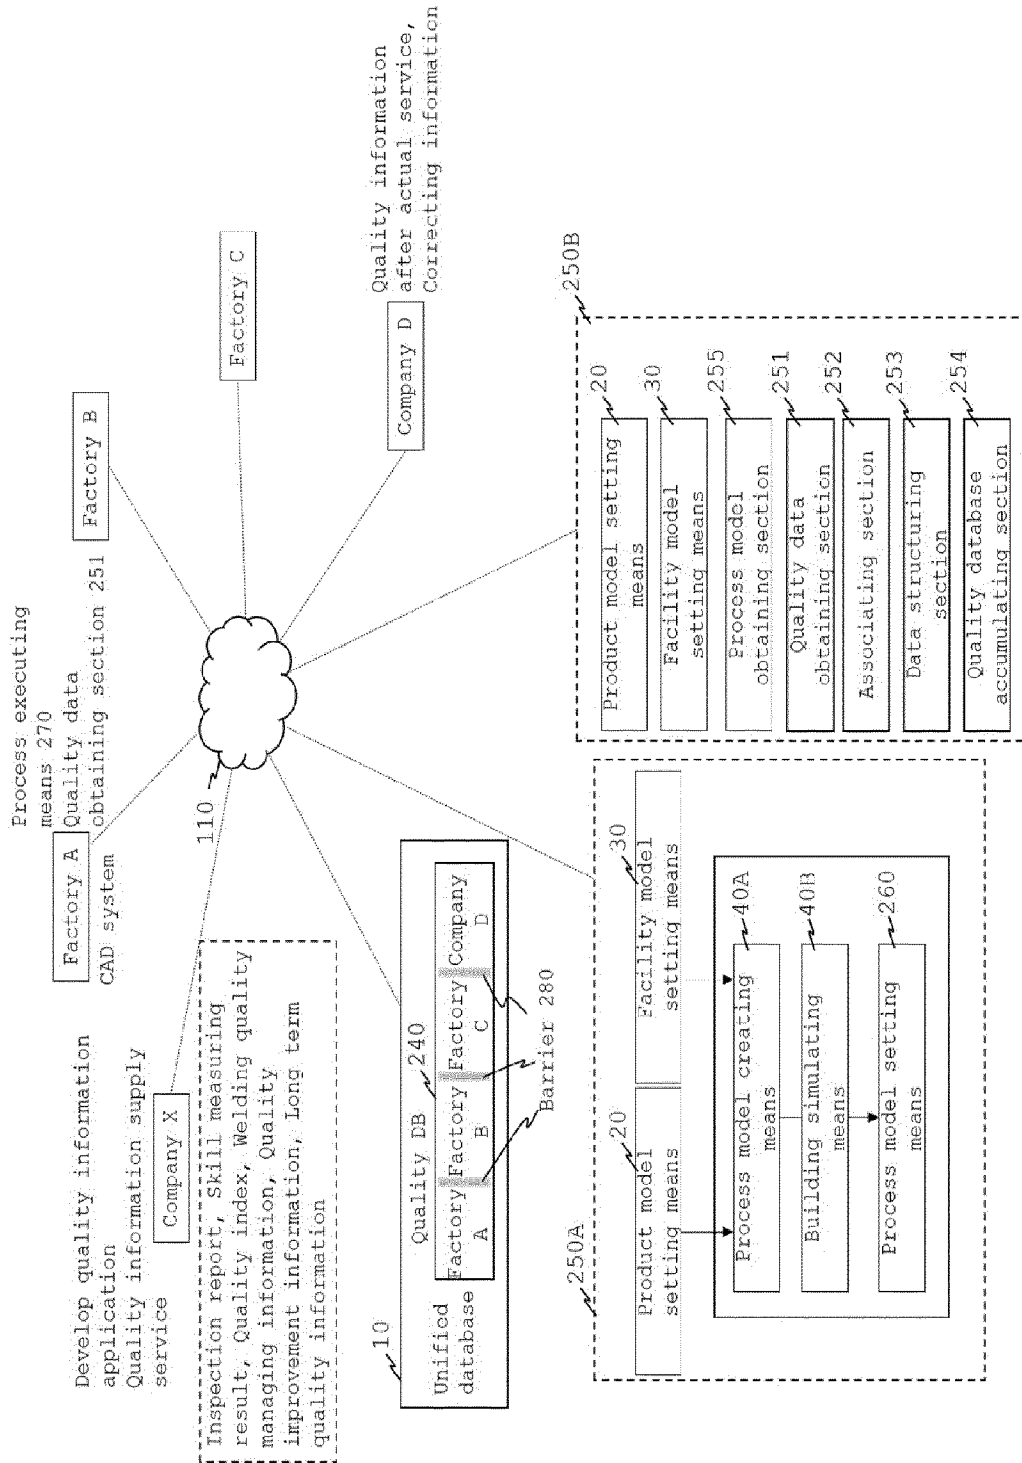 Develop quality information
application
Quality information supply
service
Company X
Inspection report, Skill measuring
result, Quality index, Welding quality
managing information, Quality
improvement information, Long term
quality information
Process executing
means 270
Quality data
obtaining section 251
Factory A
CAD system
Factory B
Factory C
Company D
Quality information
after actual service,
Correcting information
110
10
Unified
database
Quality DB
240
Factory
A
Factory
B
Factory
C
Company
D
Barrier 280
250A
20
Product model
setting means
30
Facility model
setting means
40A
Process model creating
means
40B
Building simulating
means
260
Process model setting
means
250B
20
Product model setting
means
30
Facility model
setting means
255
Process model
obtaining section
251
Quality data
obtaining section
252
Associating section
253
Data structuring
section
254
Quality database
accumulating section